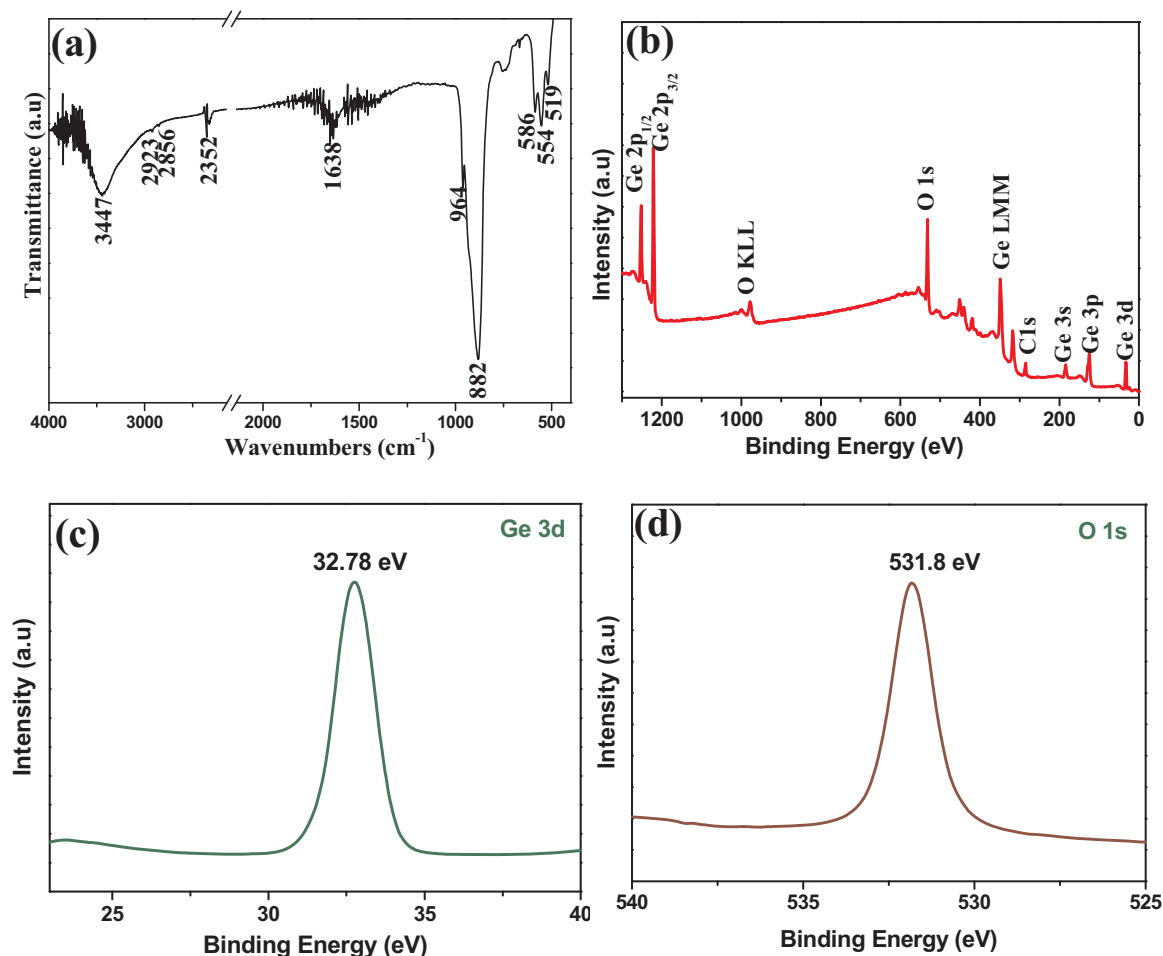 (a)
Transmittance (a.u)
3447
2923
2856
2352
1638
964
882
586
554
519
4000 3000 2000 1500 1000 500
Wavenumbers (cm⁻¹)
(b)
Intensity (a.u)
Ge 2p₁/₂
Ge 2p₃/₂
O KLL
O 1s
Ge LMM
C1s
Ge 3s
Ge 3p
Ge 3d
1200 1000 800 600 400 200 0
Binding Energy (eV)
(c)
Ge 3d
32.78 eV
Intensity (a.u)
25 30 35 40
Binding Energy (eV)
(d)
O 1s
531.8 eV
Intensity (a.u)
540 535 530 525
Binding Energy (eV)